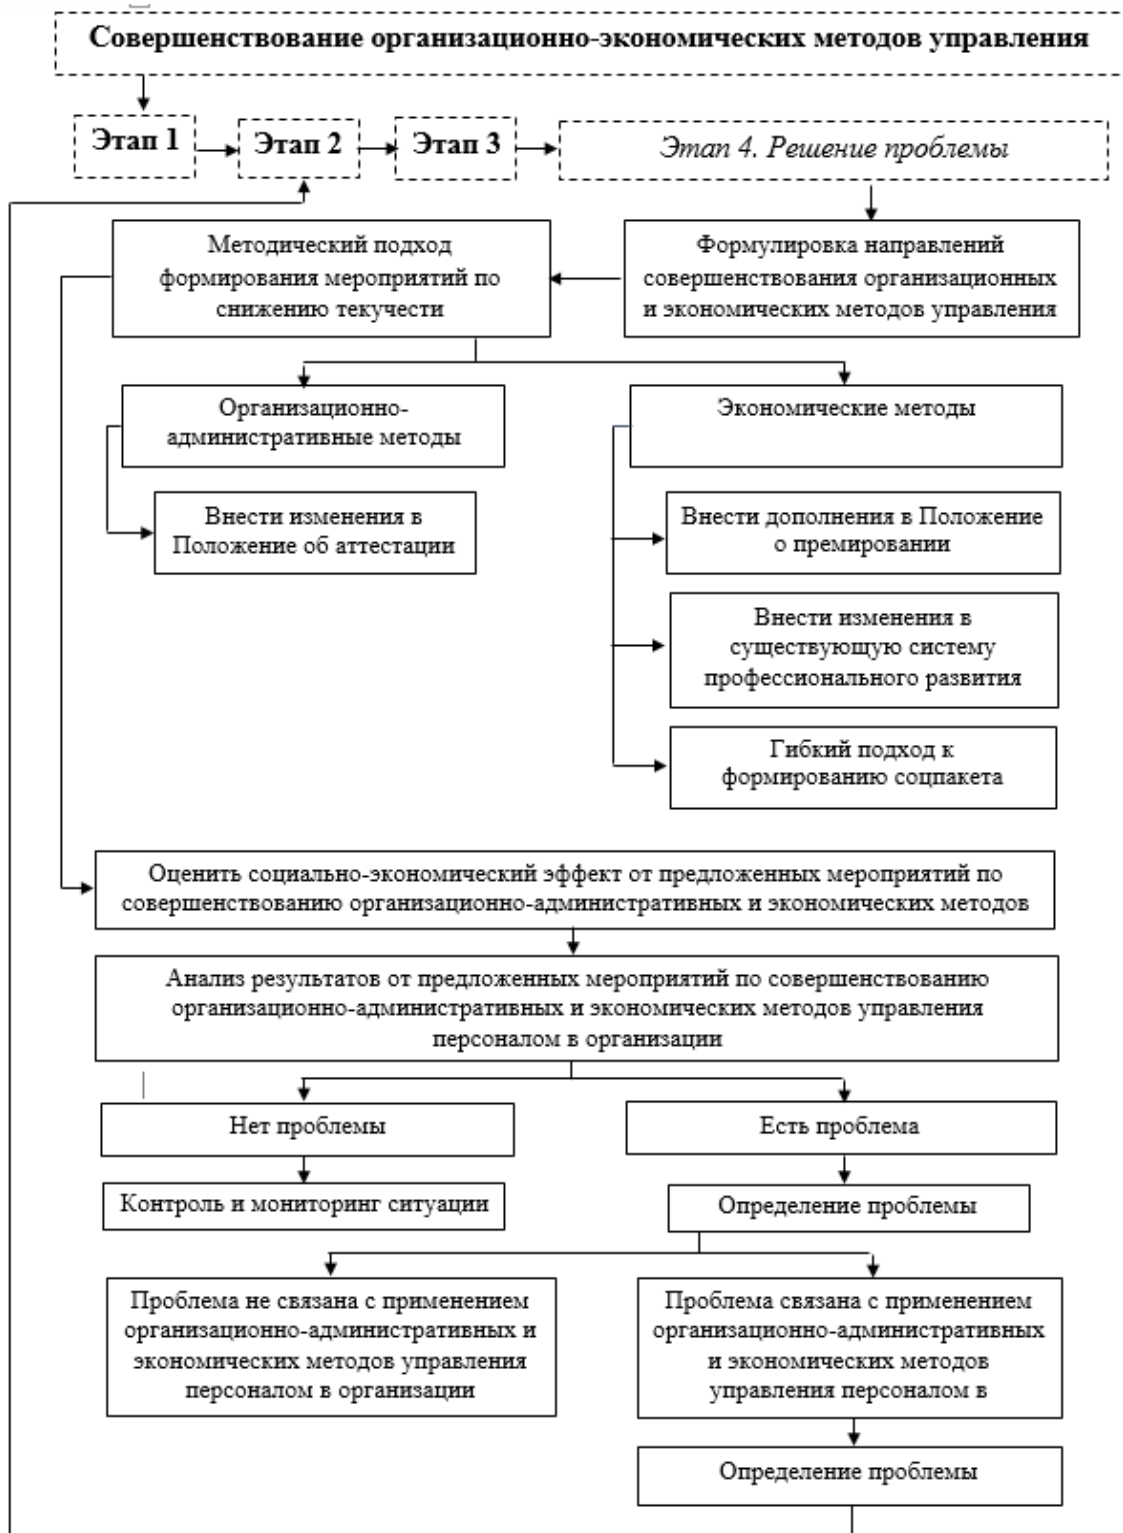 Совершенствование организационно-экономических методов управления
Этап 1
Этап 2
Этап 3
Этап 4. Решение проблемы
Методический подход
формирования мероприятий по
снижению текучести
Формулировка направлений
совершенствования организационных
и экономических методов управления
Организационно-
административные методы
Экономические методы
Внести изменения в
Положение об аттестации
Внести дополнения в Положение
о премировании
Внести изменения в
существующую систему
профессионального развития
Гибкий подход к
формированию соцпакета
Оценить социально-экономический эффект от предложенных мероприятий по
совершенствованию организационно-административных и экономических методов
Анализ результатов от предложенных мероприятий по совершенствованию
организационно-административных и экономических методов управления
персоналом в организации
Нет проблемы
Есть проблема
Контроль и мониторинг ситуации
Определение проблемы
Проблема не связана с применением
организационно-административных и
экономических методов управления
персоналом в организации
Проблема связана с применением
организационно-административных
и экономических методов
управления персоналом в
Определение проблемы